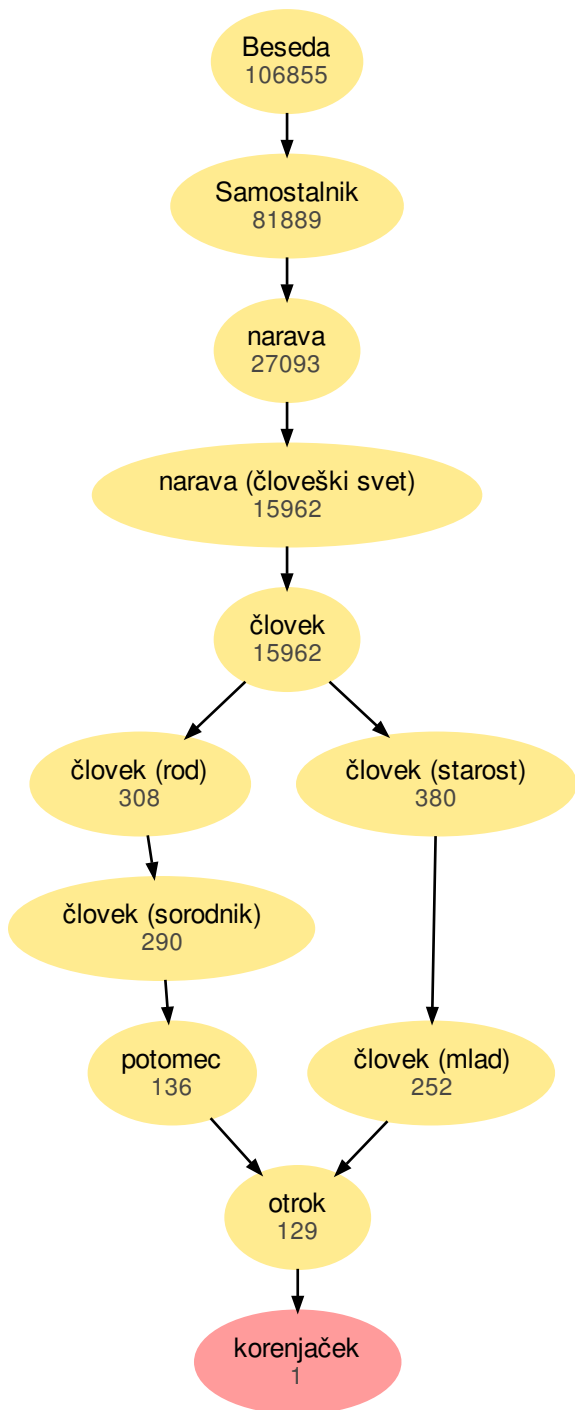 Beseda
106855
Samostalnik
81889
narava
27093
narava (človeški svet)
15962
človek
15962
človek (rod)
308
človek (starost)
380
človek (sorodnik)
290
potomec
136
človek (mlad)
252
otrok
129
korenjaček
1